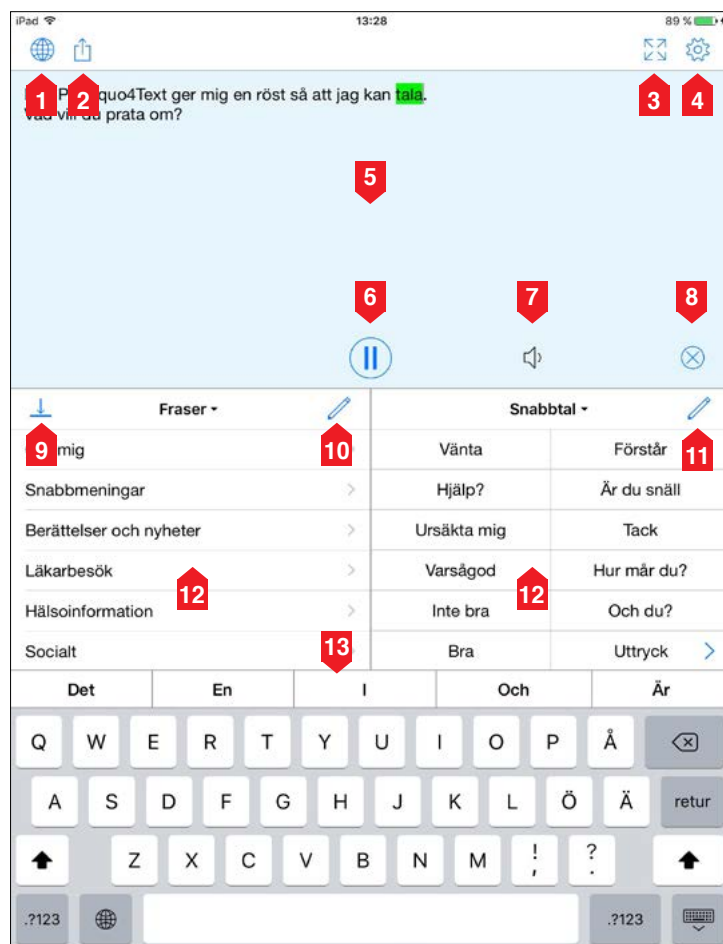 iPad 13:28 89 %
1 2 3 4
quo4Text ger mig en röst så att jag kan tala.
Vad vill du prata om?
5
6 7 8
Fraser Snabbtal
9 10 11
mig Vänta Förstår
Snabbmeningar Hjälp? Är du snäll
Berättelser och nyheter Ursäkta mig Tack
Läkarbesök Varsågod Hur mår du?
12 12
Hälsoinformation Inte bra Och du?
Socialt Bra Uttryck
13
Det En I Och Är
Q W E R T Y U I O P Å
A S D F G H J K L Ö Ä retur
Z X C V B N M ! , ? .
.?123 .?123